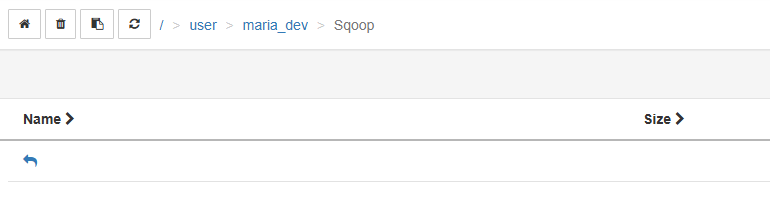 / > user > maria_dev > Sqoop
Name Size